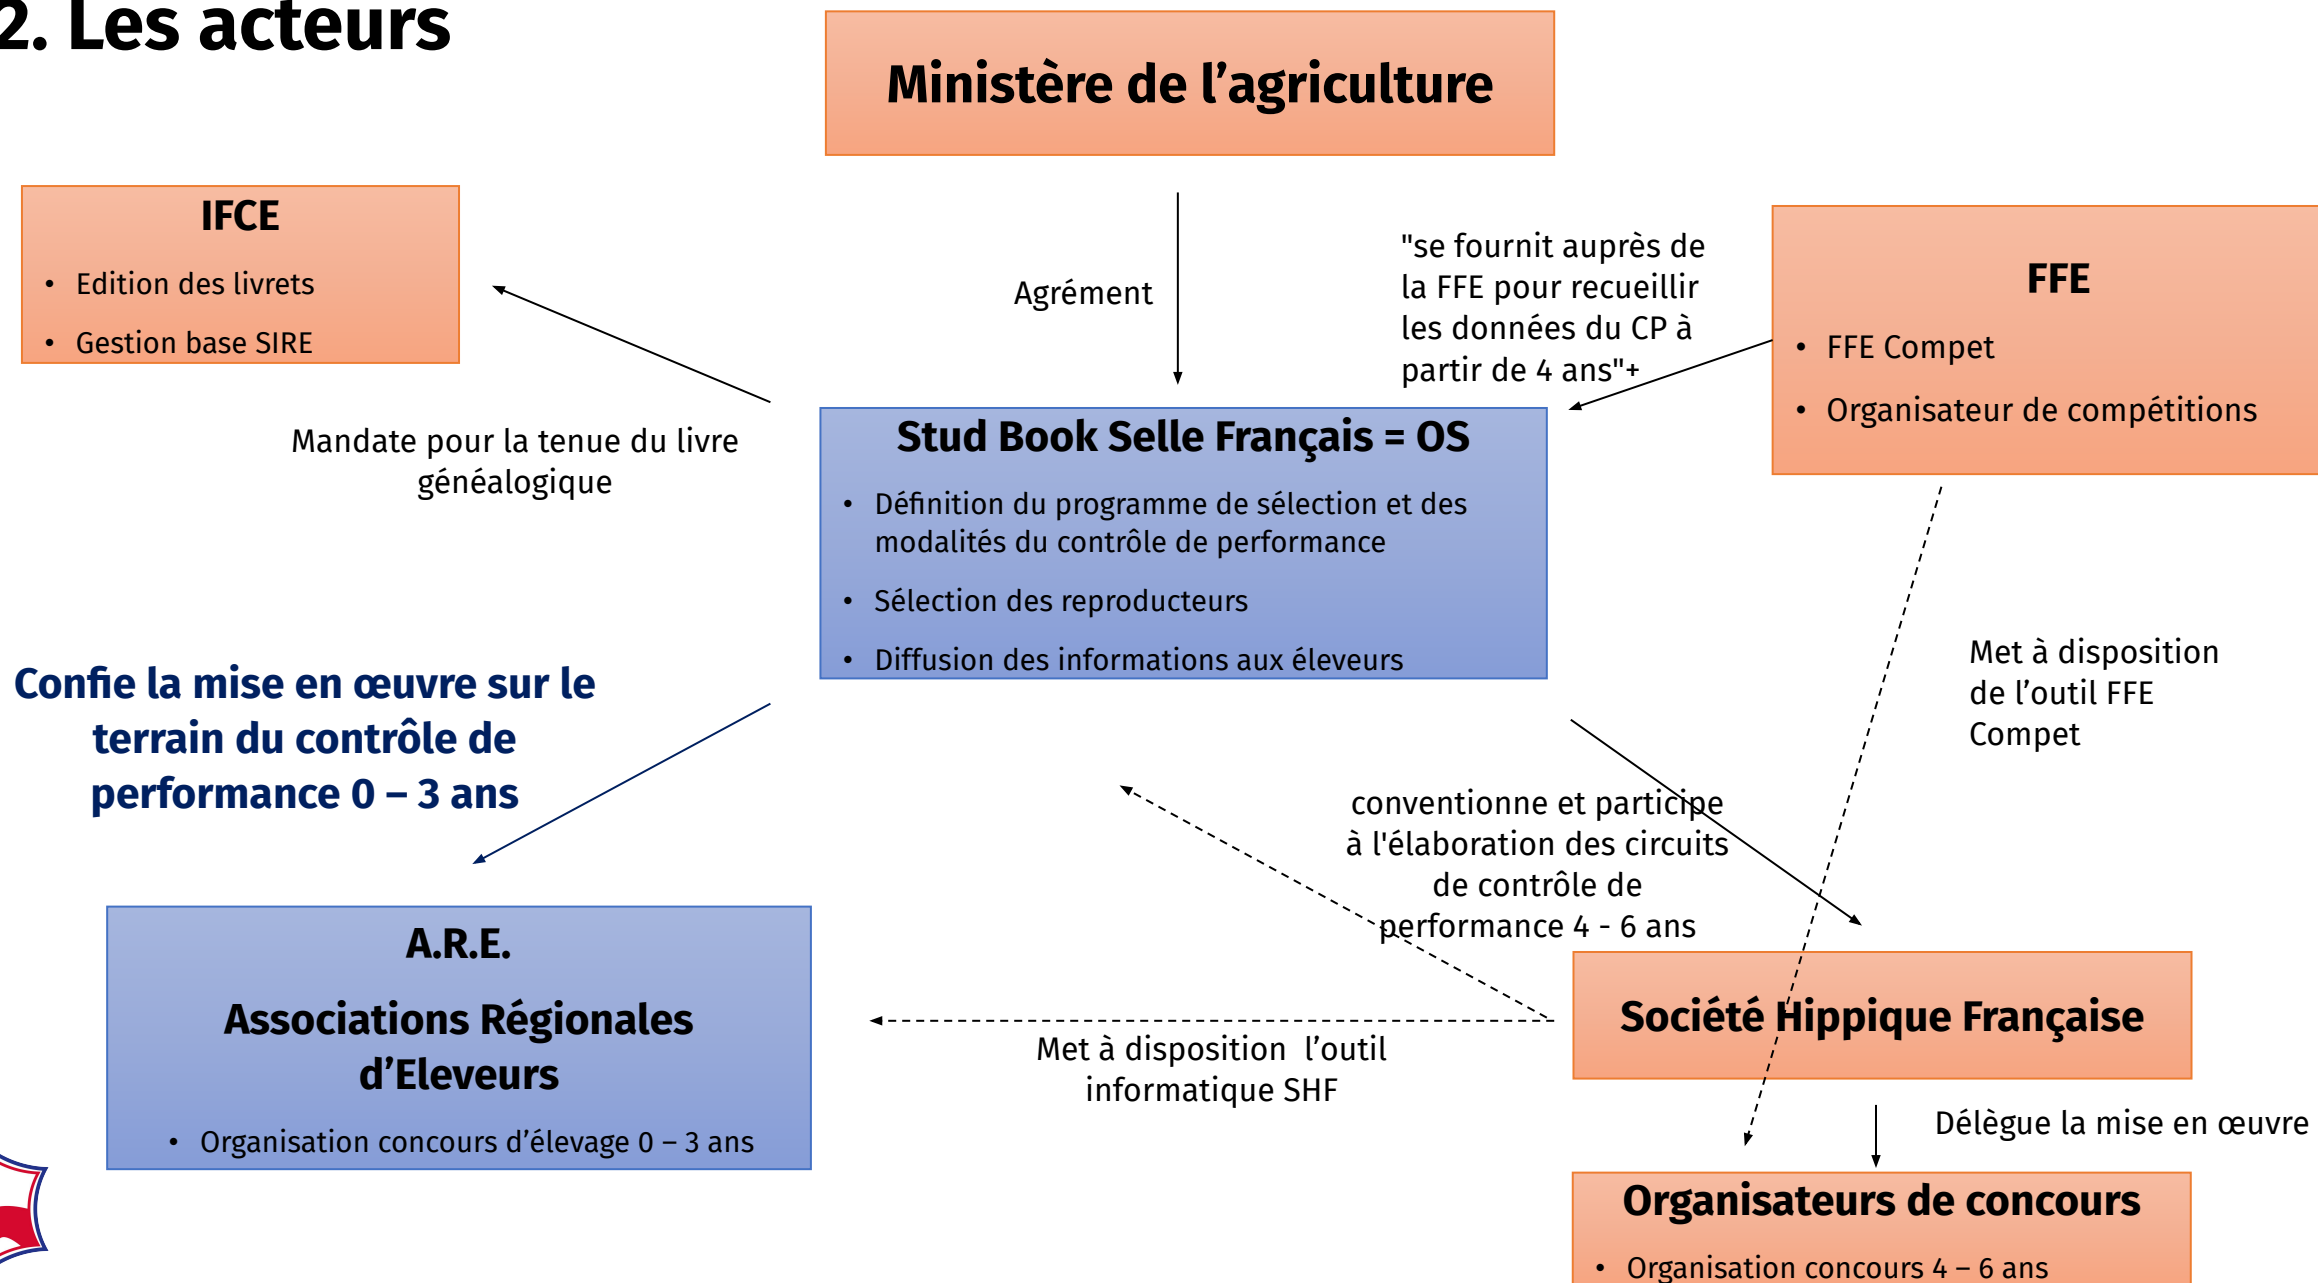 2. Les acteurs
Ministère de l’agriculture
IFCE
• Edition des livrets
• Gestion base SIRE
Agrément
"se fournit auprès de
la FFE pour recueillir
les données du CP à
partir de 4 ans"+
FFE
• FFE Compet
• Organisateur de compétitions
Mandate pour la tenue du livre
généalogique
Stud Book Selle Français = OS
• Définition du programme de sélection et des
modalités du contrôle de performance
• Sélection des reproducteurs
• Diffusion des informations aux éleveurs
Met à disposition
de l’outil FFE
Compet
Confie la mise en œuvre sur le
terrain du contrôle de
performance 0 – 3 ans
conventionne et participe
à l'élaboration des circuits
de contrôle de
performance 4 - 6 ans
A.R.E.
Associations Régionales
d’Eleveurs
• Organisation concours d’élevage 0 – 3 ans
Met à disposition  l’outil
informatique SHF
Société Hippique Française
Délègue la mise en œuvre
Organisateurs de concours
• Organisation concours 4 – 6 ans